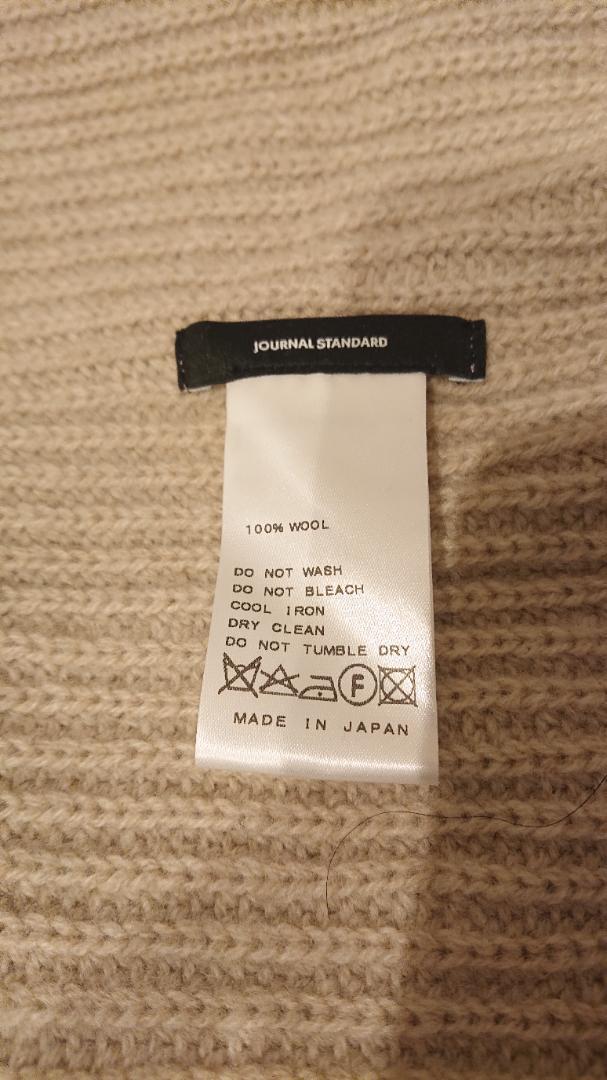 JOURNAL STANDARD
100% WOOL
DO NOT WASH
DO NOT BLEACH
COOL IRON
DRY CLEAN
DO NOT TUMBLE DRY
F
MADE IN JAPAN